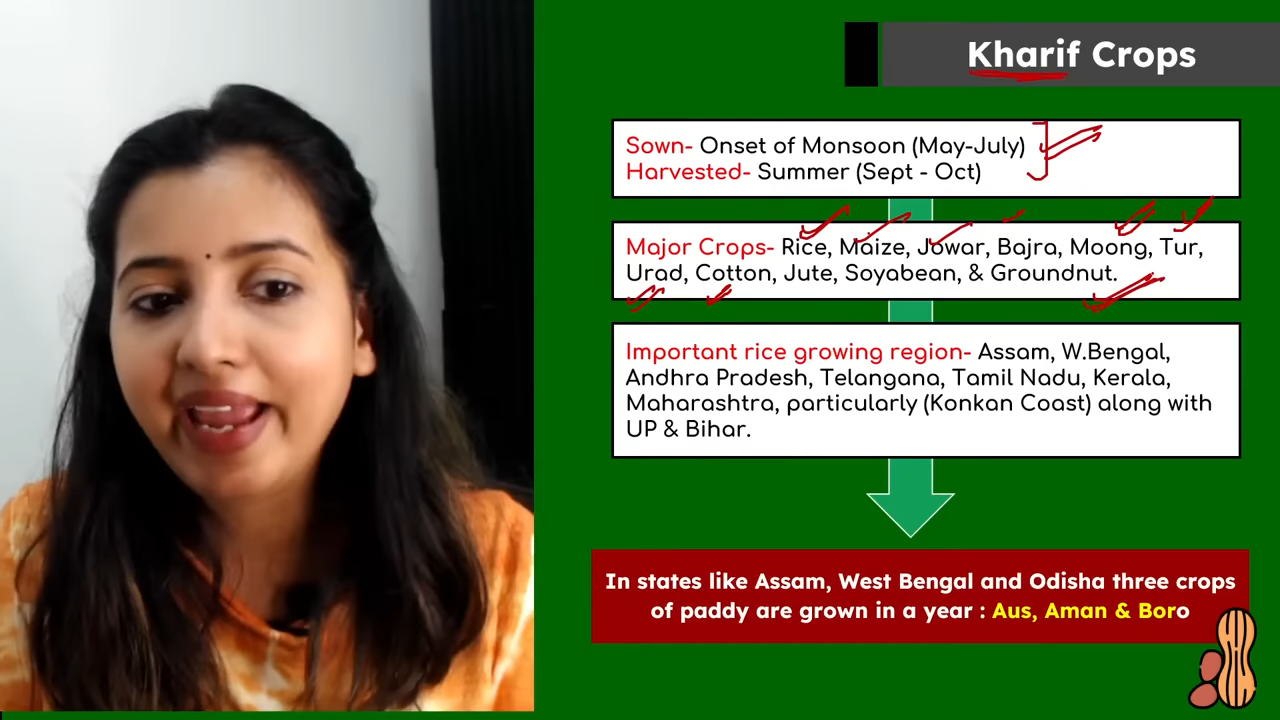 Kharif Crops
Sown- Onset of Monsoon (May-July)
Harvested- Summer (Sept - Oct)
Major Crops- Rice, Maize, Jowar, Bajra, Moong, Tur,
Urad, Cotton, Jute, Soyabean, & Groundnut.
Important rice growing region- Assam, W.Bengal,
Andhra Pradesh, Telangana, Tamil Nadu, Kerala,
Maharashtra, particularly (Konkan Coast) along with
UP & Bihar.
In states like Assam, West Bengal and Odisha three crops
of paddy are grown in a year : Aus, Aman & Boro